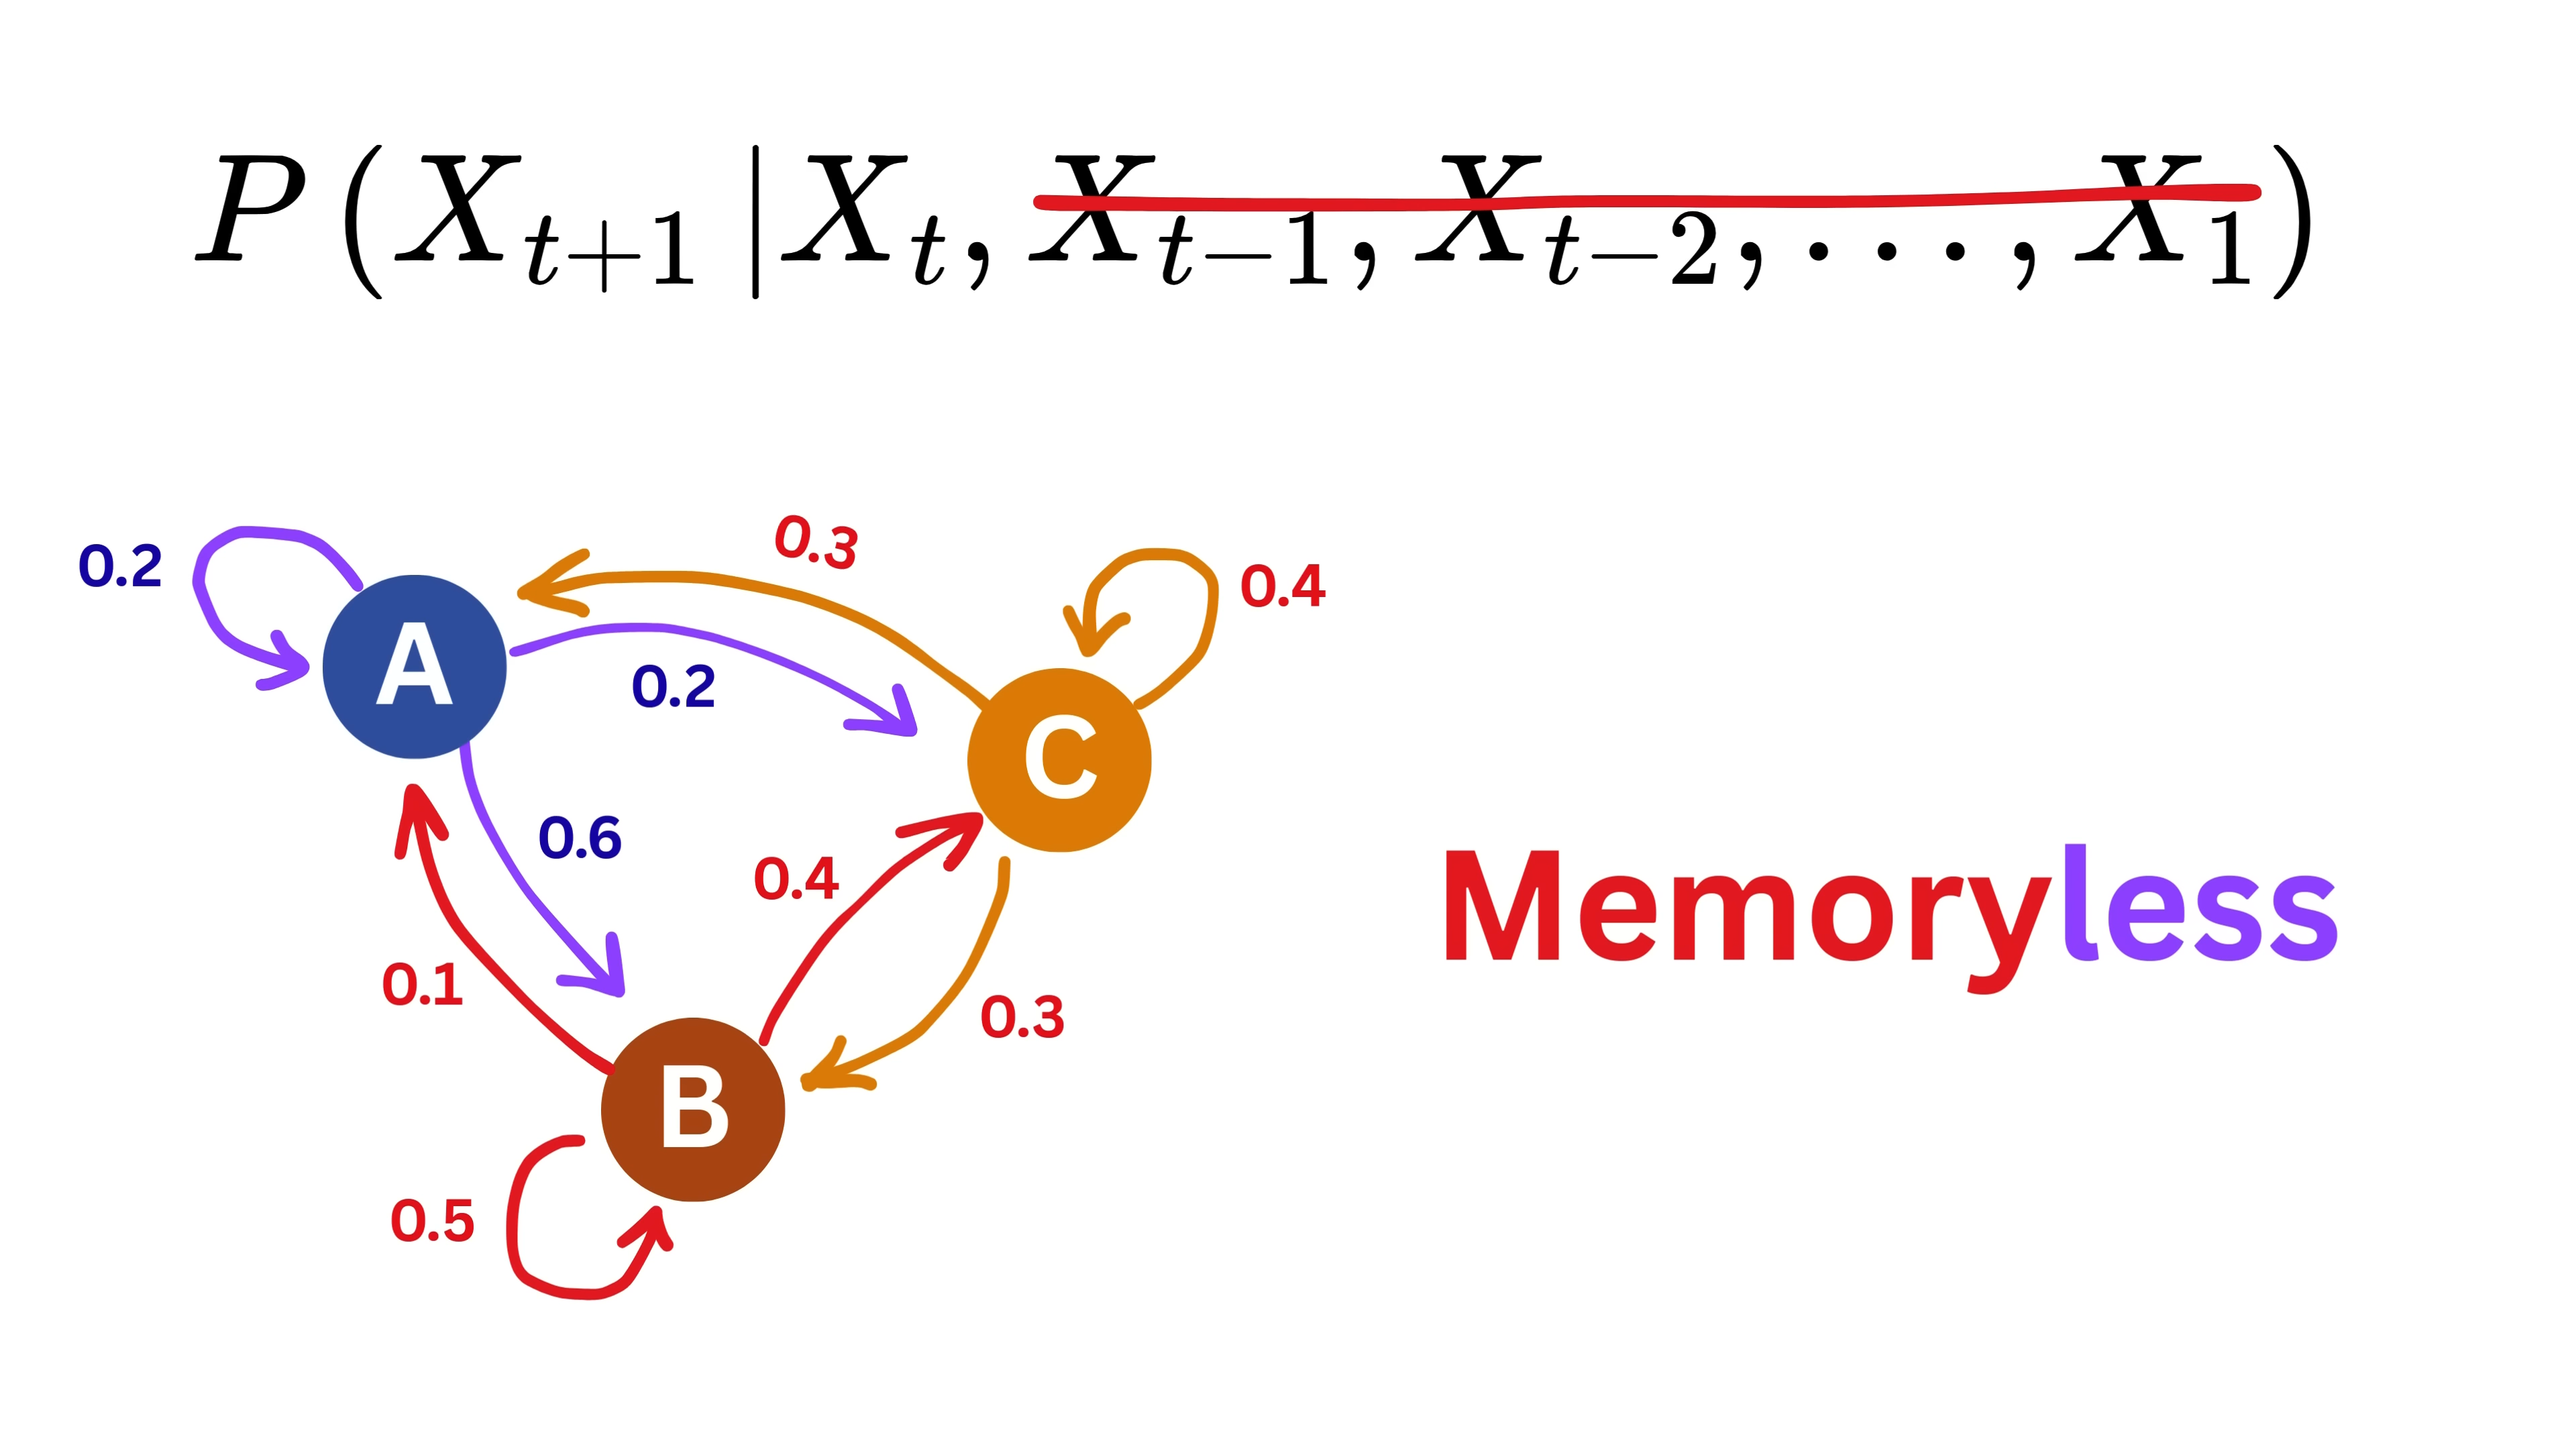 P(X_{t+1} | X_t, X_{t-1}, X_{t-2}, . . . , X_1)
0.3
0.2
0.4
A
0.2
C
0.6
0.4
0.1
0.3
B
0.5
Memoryless